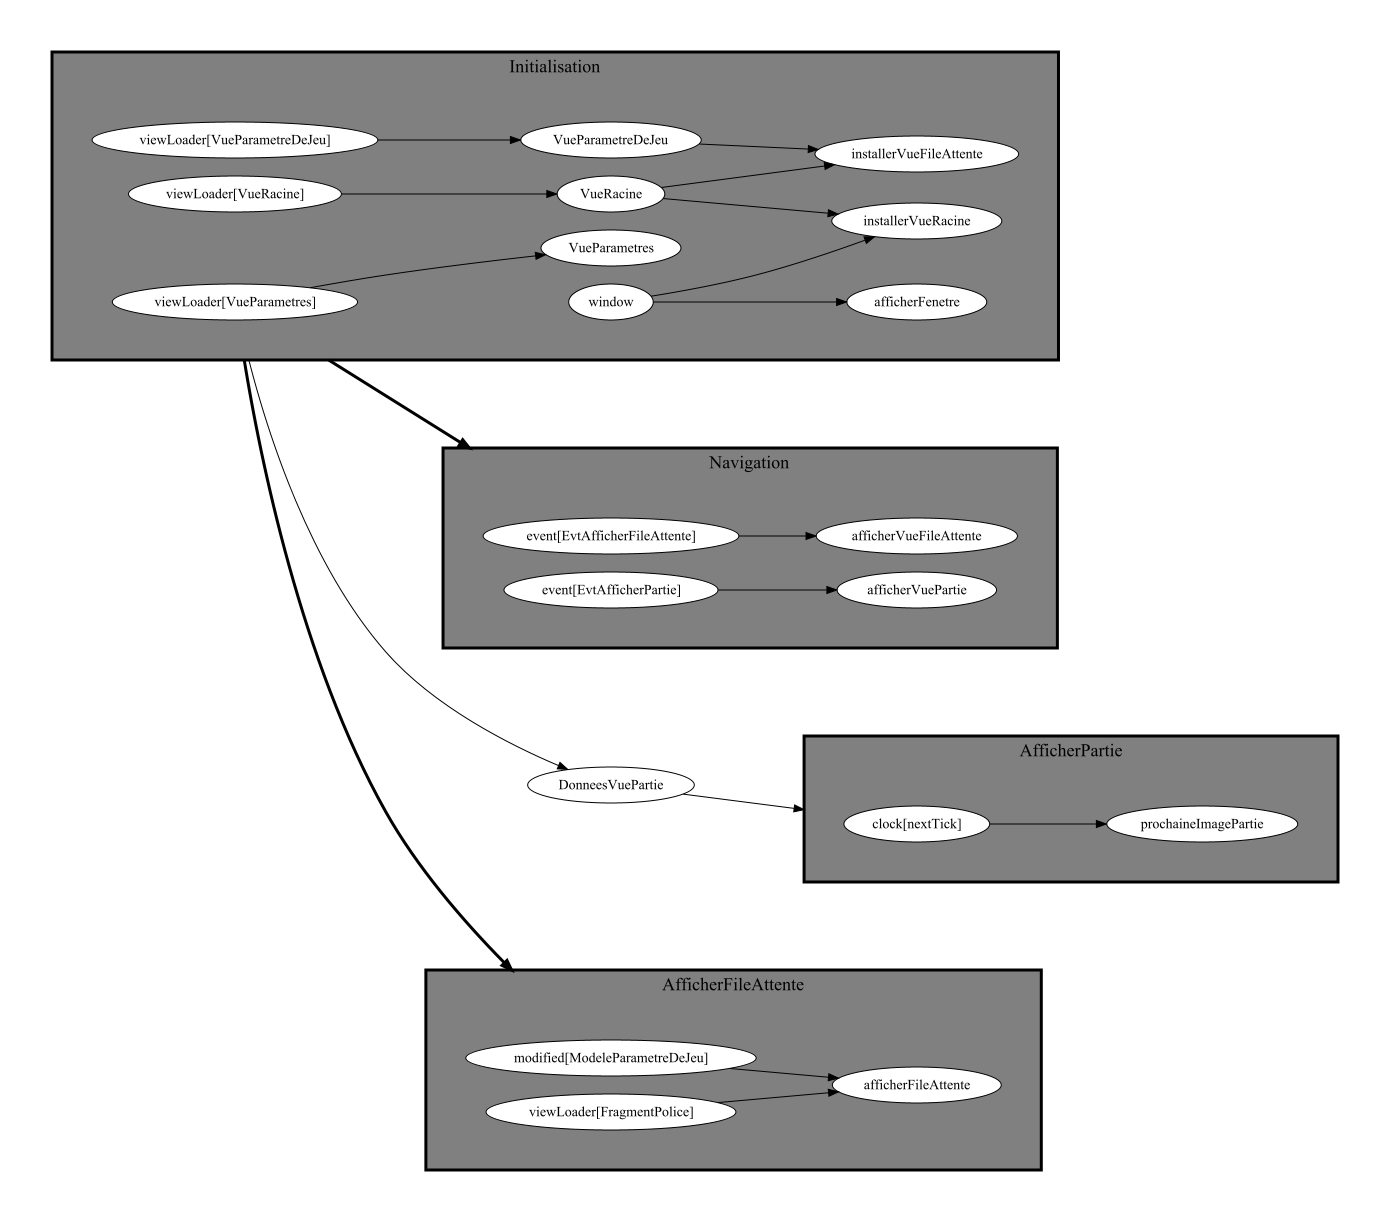 Initialisation
viewLoader[VueParametreDeJeu]
VueParametreDeJeu
installerVueFileAttente
viewLoader[VueRacine]
VueRacine
installerVueRacine
VueParametres
viewLoader[VueParametres]
window
afficherFenetre
Navigation
event[EvtAfficherFileAttente]
afficherVueFileAttente
event[EvtAfficherPartie]
afficherVuePartie
DonneesVuePartie
AfficherPartie
clock[nextTick]
prochaineImagePartie
AfficherFileAttente
modified[ModeleParametreDeJeu]
afficherFileAttente
viewLoader[FragmentPolice]